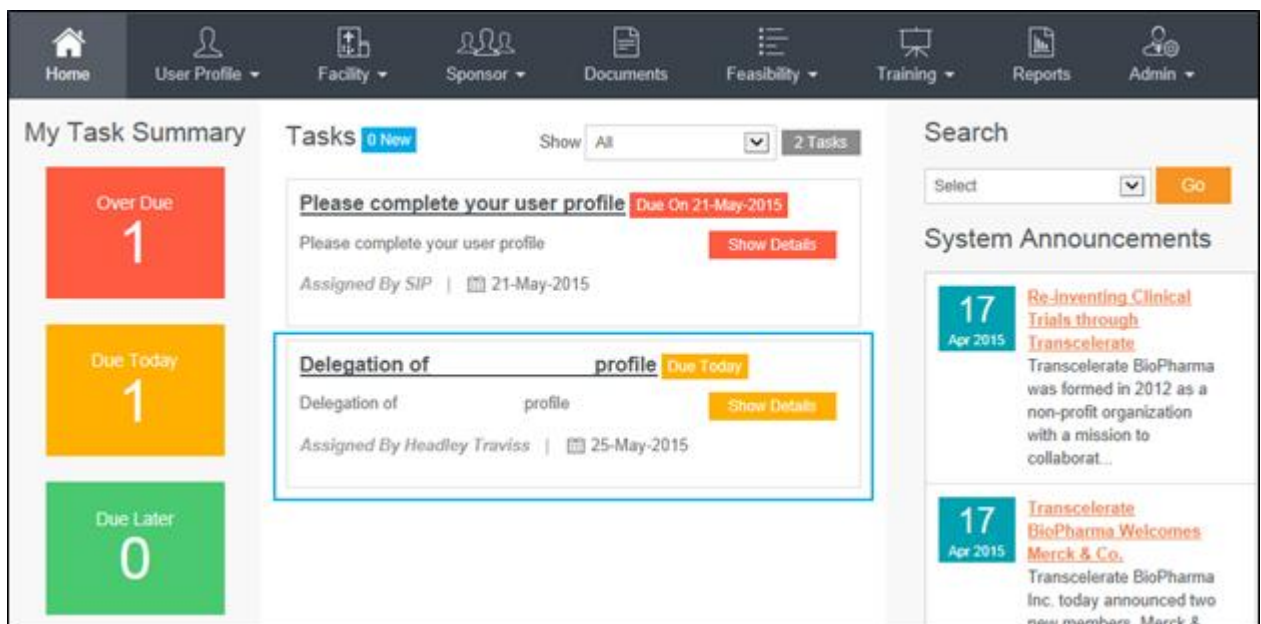 Home
User Profile
Facility
Sponsor
Documents
Feasibility
Training
Reports
Admin
My Task Summary
Over Due
1
Due Today
1
Due Later
0
Tasks 0 New
Show All 2 Tasks
Please complete your user profile Due On 21-May-2015
Please complete your user profile Show Details
Assigned By SIP | 21-May-2015
Delegation of profile Due Today
Delegation of profile Show Details
Assigned By Headley Traviss | 25-May-2015
Search
Select Go
System Announcements
17
Apr 2015
Re-Inventing Clinical
Trials through
Transcelerate
Transcelerate BioPharma
was formed in 2012 as a
non-profit organization
with a mission to
collaborat...
17
Apr 2015
Transcelerate
BioPharma Welcomes
Merck & Co.
Transcelerate BioPharma
Inc. today announced two
new members, Merck &